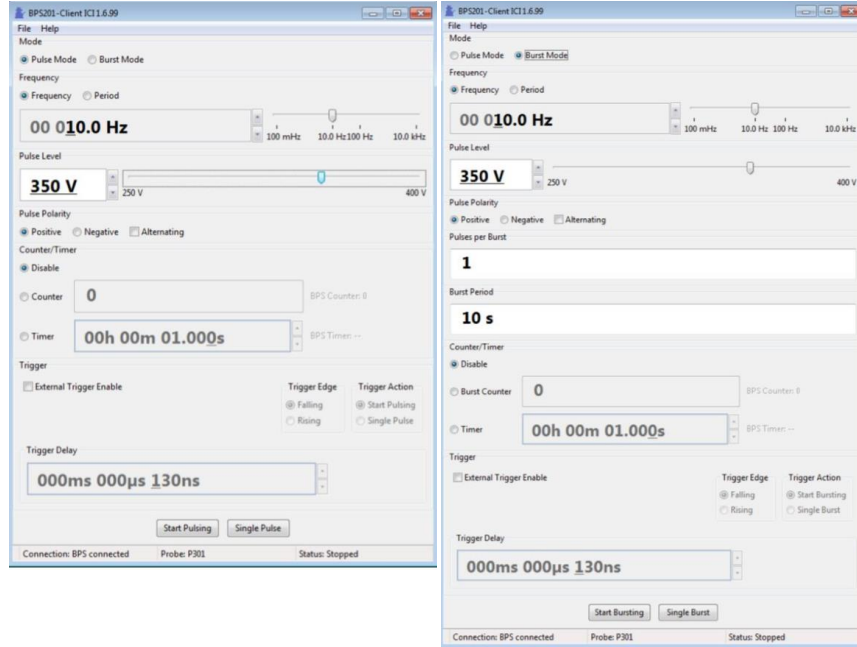 BPS201-Client ICI 1.6.99
File Help
Mode
Pulse Mode Burst Mode
Frequency
Frequency Period
00 010.0 Hz
100 mHz 10.0 Hz 100 Hz 10.0 kHz
Pulse Level
350 V
250 V 400 V
Pulse Polarity
Positive Negative Alternating
Counter/Timer
Disable
Counter 0 BPS Counter: 0
Timer 00h 00m 01.000s BPS Timer: --
Trigger
External Trigger Enable
Trigger Edge Trigger Action
Falling Start Pulsing
Rising Single Pulse
Trigger Delay
000ms 000µs 130ns
Start Pulsing Single Pulse
Connection: BPS connected Probe: P301 Status: Stopped
BPS201-Client ICI 1.6.99
File Help
Mode
Pulse Mode Burst Mode
Frequency
Frequency Period
00 010.0 Hz
100 mHz 10.0 Hz 100 Hz 10.0 kHz
Pulse Level
350 V
250 V 400 V
Pulse Polarity
Positive Negative Alternating
Pulses per Burst
1
Burst Period
10 s
Counter/Timer
Disable
Burst Counter 0 BPS Counter: 0
Timer 00h 00m 01.000s BPS Timer: --
Trigger
External Trigger Enable
Trigger Edge Trigger Action
Falling Start Bursting
Rising Single Burst
Trigger Delay
000ms 000µs 130ns
Start Bursting Single Burst
Connection: BPS connected Probe: P301 Status: Stopped